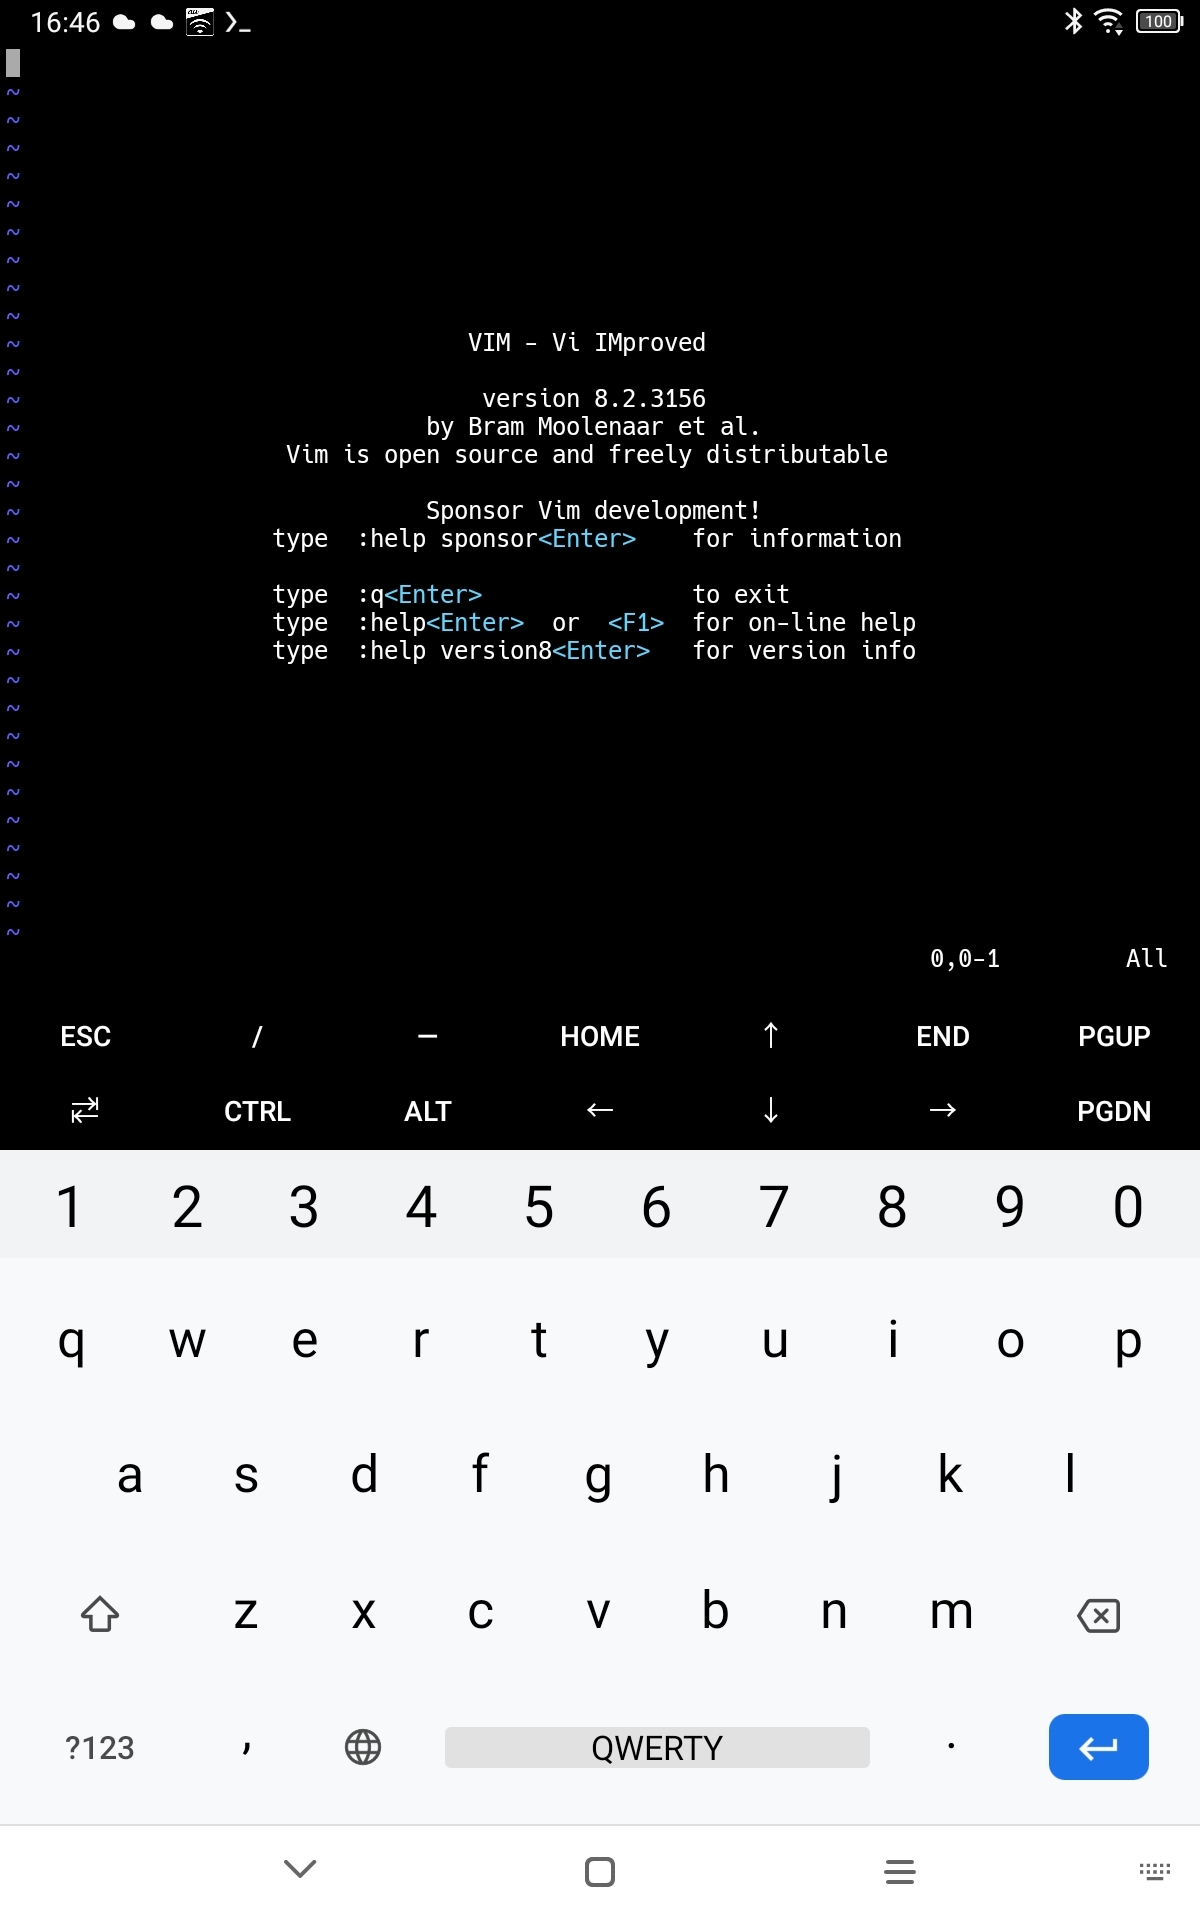 16:46 au 100
~
~
~
~
~
~
~
~
~
~ VIM - Vi IMproved
~
~ version 8.2.3156
~ by Bram Moolenaar et al.
~ Vim is open source and freely distributable
~
~ Sponsor Vim development!
~ type :help sponsor<Enter> for information
~
~ type :q<Enter> to exit
~ type :help<Enter> or <F1> for on-line help
~ type :help version8<Enter> for version info
~
~
~
~
~
~
~
~
~
~
0,0-1 All
ESC / — HOME ↑ END PGUP
⇄ CTRL ALT ← ↓ → PGDN
1 2 3 4 5 6 7 8 9 0
q w e r t y u i o p
a s d f g h j k l
z x c v b n m
?123 , QWERTY .